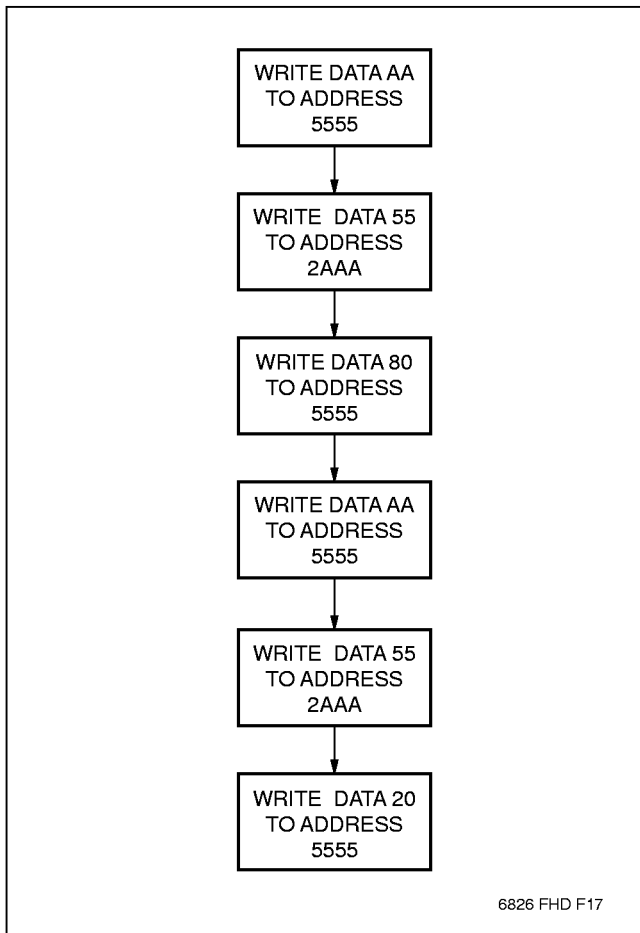 WRITE DATA AA
TO ADDRESS
5555
WRITE DATA 55
TO ADDRESS
2AAA
WRITE DATA 80
TO ADDRESS
5555
WRITE DATA AA
TO ADDRESS
5555
WRITE DATA 55
TO ADDRESS
2AAA
WRITE DATA 20
TO ADDRESS
5555
6826 FHD F17